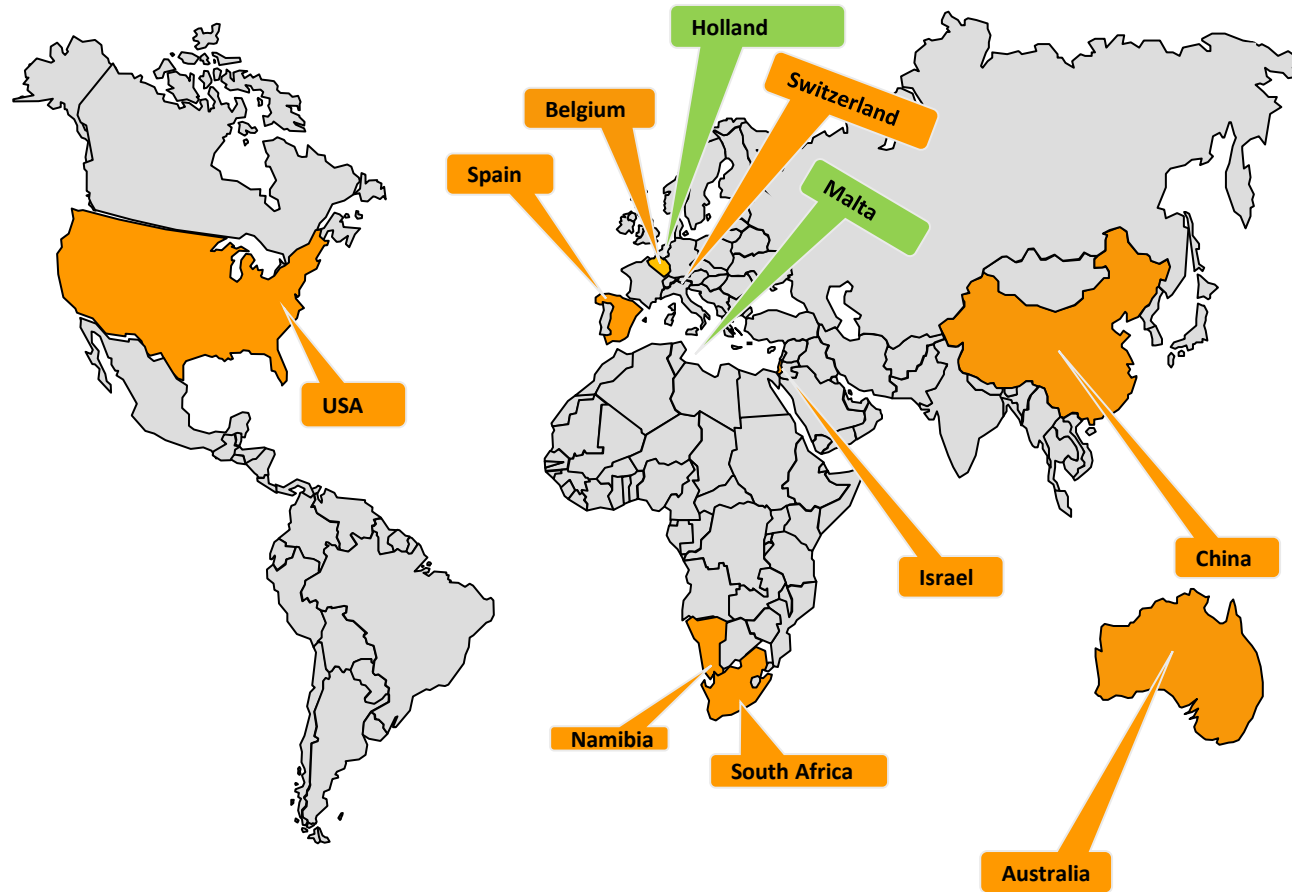 Holland
Switzerland
Belgium
Spain
Malta
USA
China
Israel
Namibia
South Africa
Australia